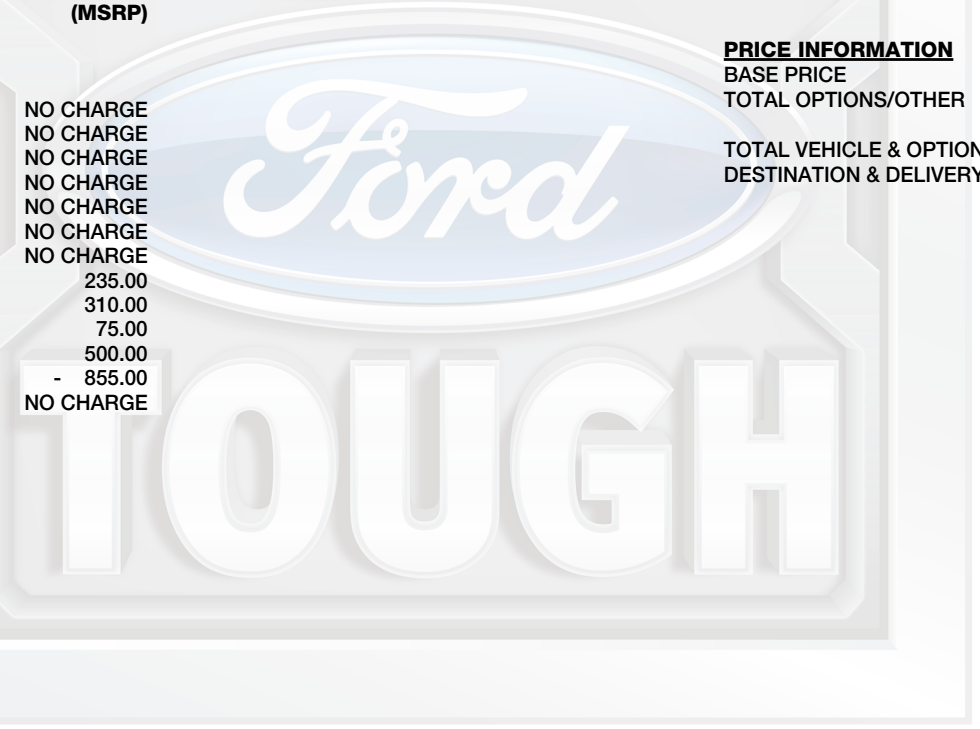 (MSRP)
NO CHARGE
NO CHARGE
NO CHARGE
NO CHARGE
NO CHARGE
NO CHARGE
NO CHARGE
235.00
310.00
75.00
500.00
- 855.00
NO CHARGE
PRICE INFORMATION
BASE PRICE
TOTAL OPTIONS/OTHER
TOTAL VEHICLE & OPTION
DESTINATION & DELIVERY
Ford
TOUGH